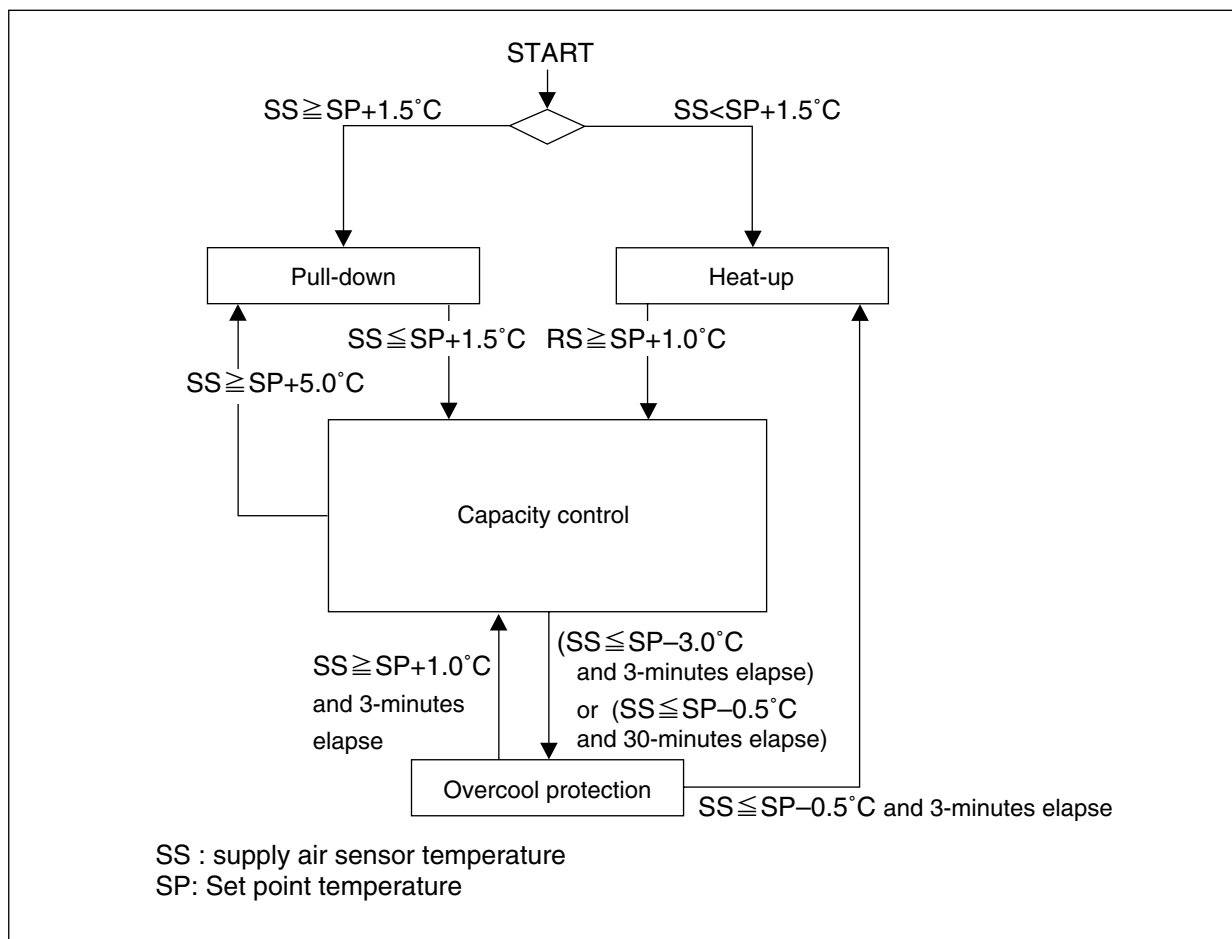 START
SS≧SP+1.5˚C
SS<SP+1.5˚C
Pull-down
Heat-up
SS≦SP+1.5˚C
RS≧SP+1.0˚C
SS≧SP+5.0˚C
Capacity control
SS≧SP+1.0˚C
and 3-minutes
elapse
(SS≦SP–3.0˚C
and 3-minutes elapse)
or (SS≦SP–0.5˚C
and 30-minutes elapse)
Overcool protection
SS≦SP–0.5˚C and 3-minutes elapse
SS : supply air sensor temperature
SP: Set point temperature